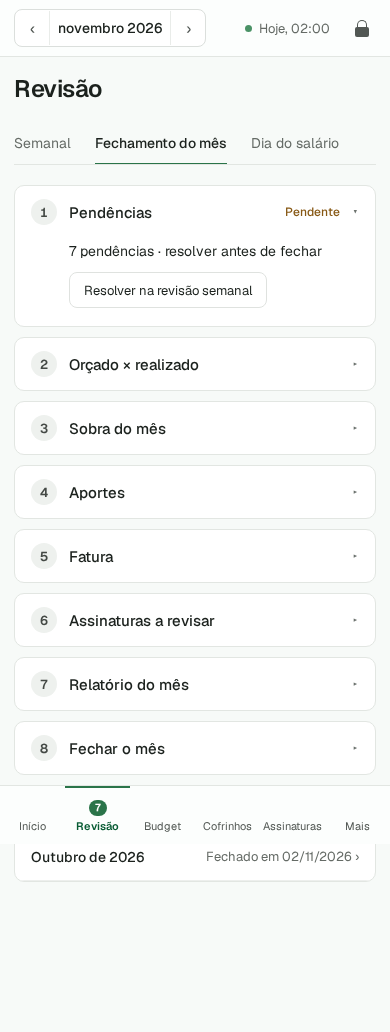 ‹ novembro 2026 › Hoje, 02:00
Revisão
Semanal Fechamento do mês Dia do salário
1 Pendências Pendente
7 pendências · resolver antes de fechar
Resolver na revisão semanal
2 Orçado × realizado
3 Sobra do mês
4 Aportes
5 Fatura
6 Assinaturas a revisar
7 Relatório do mês
8 Fechar o mês
7
Início Revisão Budget Cofrinhos Assinaturas Mais
Outubro de 2026 Fechado em 02/11/2026 ›